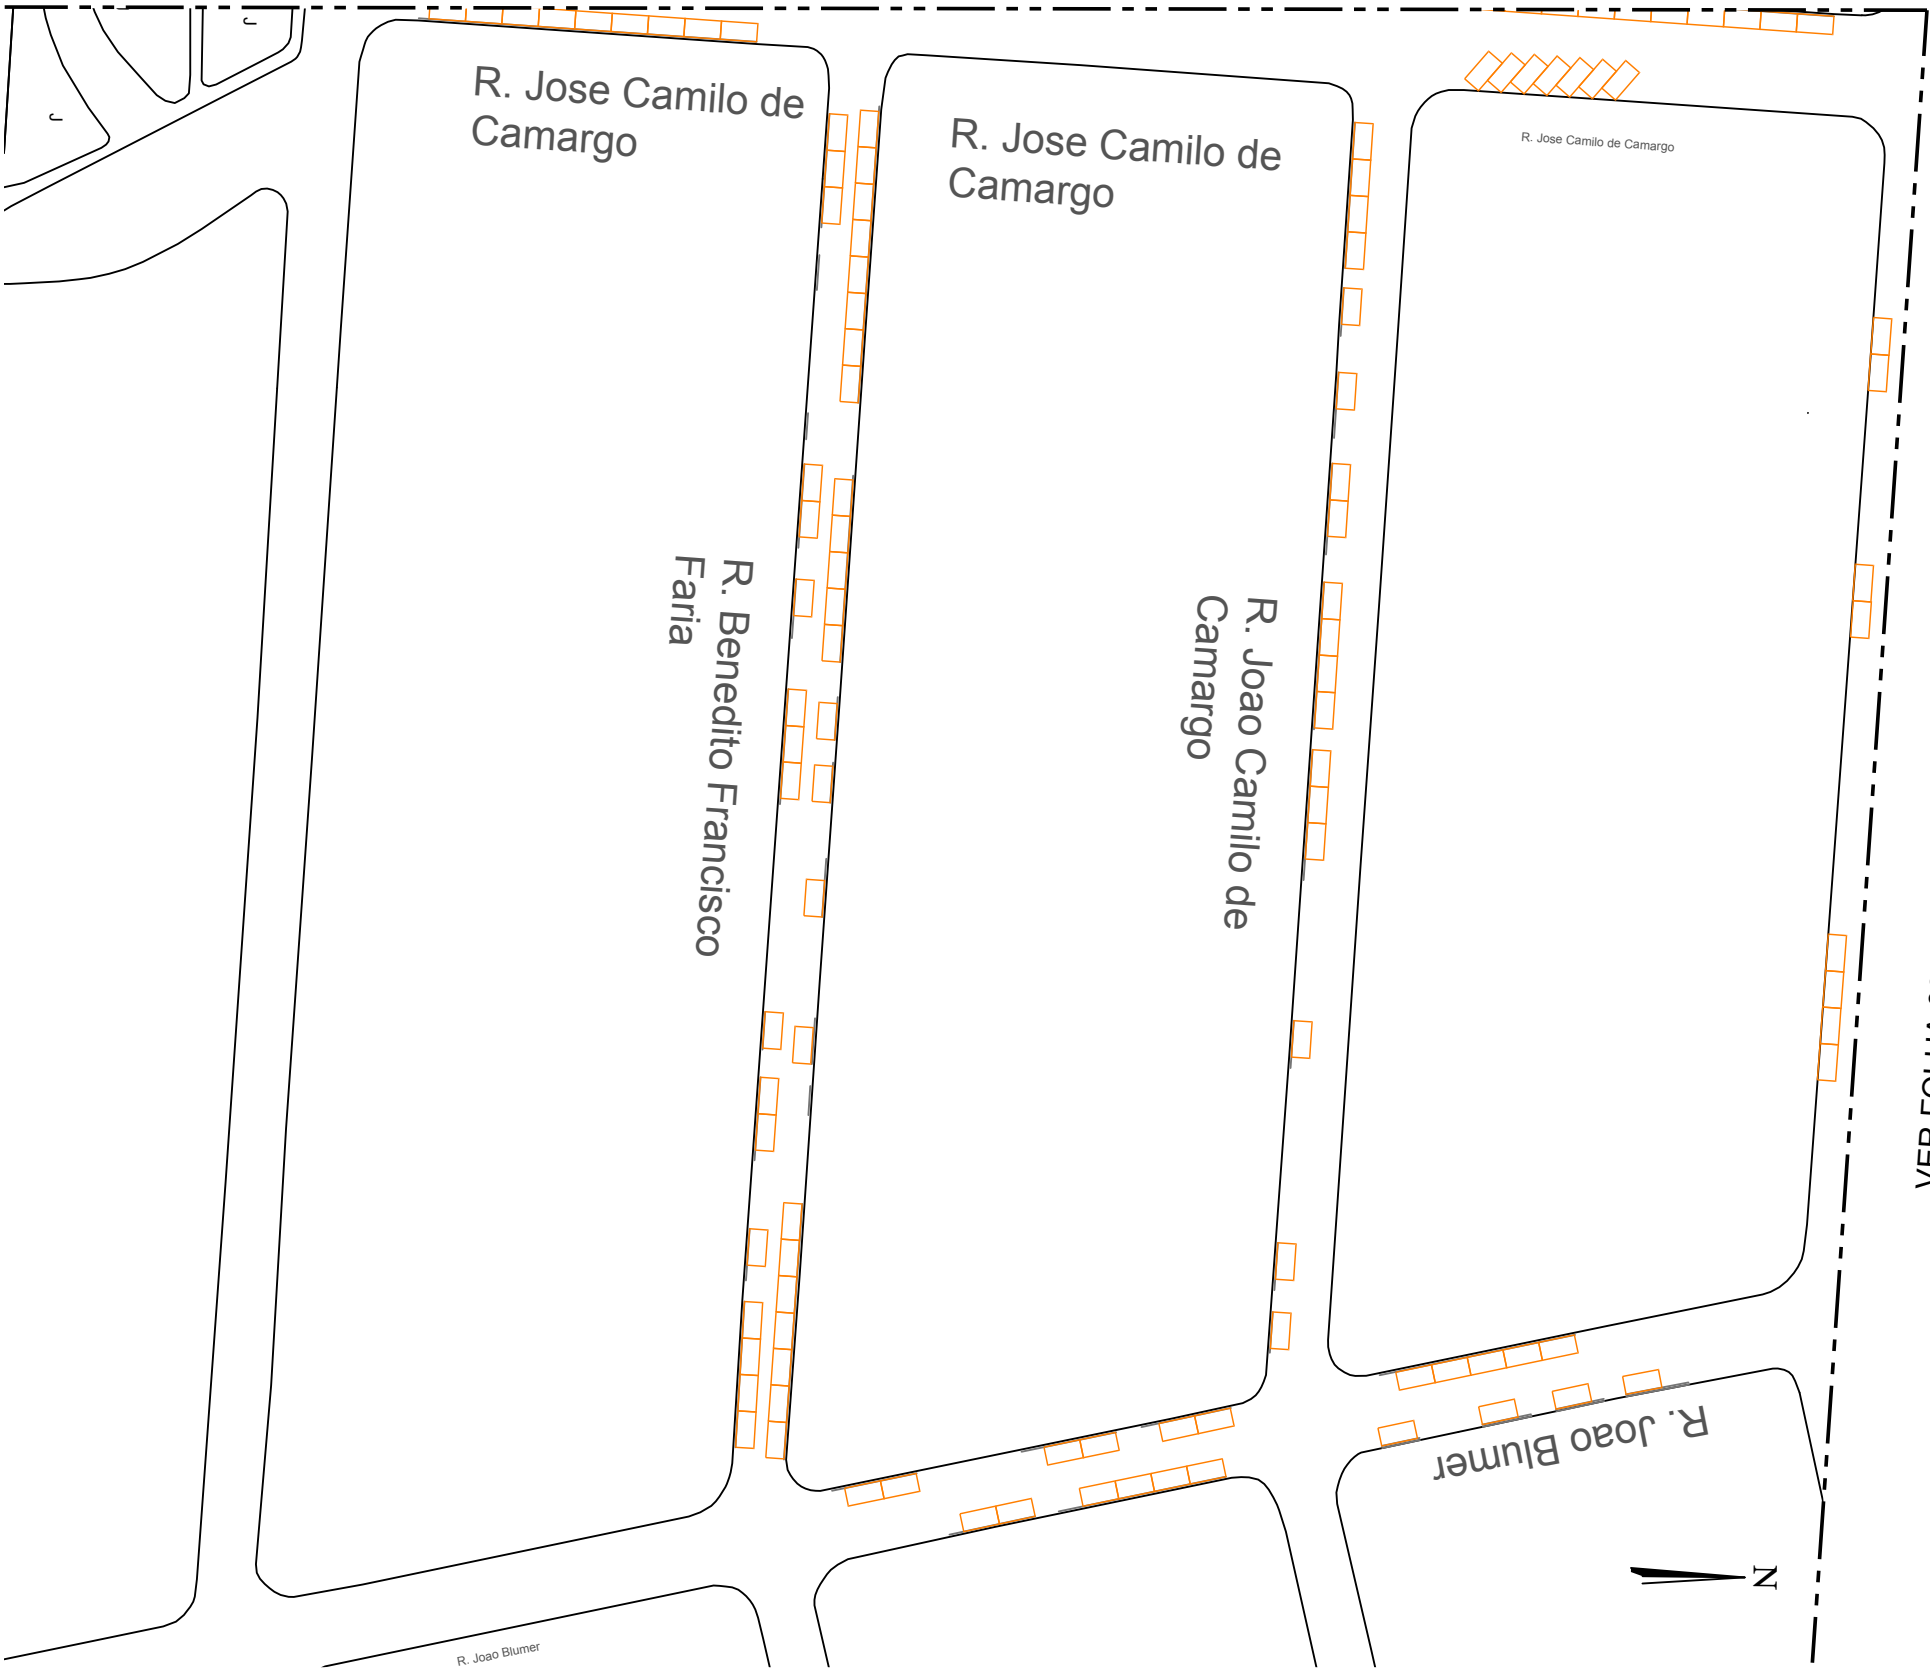 J
J
R. Jose Camilo de
Camargo
R. Jose Camilo de
Camargo
R. Jose Camilo de Camargo
R. Benedito Francisco
Faria
R. Joao Camilo de
Camargo
VER
R. Joao Blumer
N
R. Joao Blumer